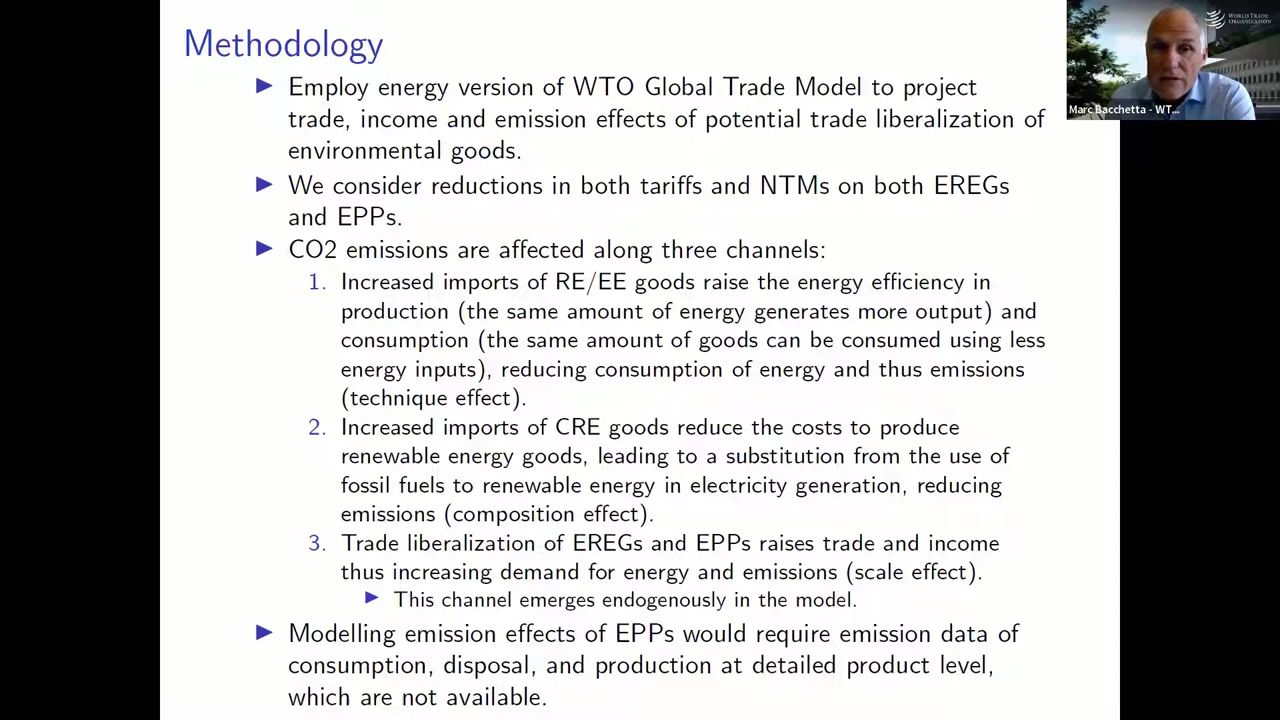 Methodology
▶ Employ energy version of WTO Global Trade Model to project
trade, income and emission effects of potential trade liberalization of
environmental goods.
▶ We consider reductions in both tariffs and NTMs on both EREGs
and EPPs.
▶ CO2 emissions are affected along three channels:
1. Increased imports of RE/EE goods raise the energy efficiency in
production (the same amount of energy generates more output) and
consumption (the same amount of goods can be consumed using less
energy inputs), reducing consumption of energy and thus emissions
(technique effect).
2. Increased imports of CRE goods reduce the costs to produce
renewable energy goods, leading to a substitution from the use of
fossil fuels to renewable energy in electricity generation, reducing
emissions (composition effect).
3. Trade liberalization of EREGs and EPPs raises trade and income
thus increasing demand for energy and emissions (scale effect).
▶ This channel emerges endogenously in the model.
▶ Modelling emission effects of EPPs would require emission data of
consumption, disposal, and production at detailed product level,
which are not available.
WORLD TRADE
ORGANIZATION
Marc Bacchetta - WT...